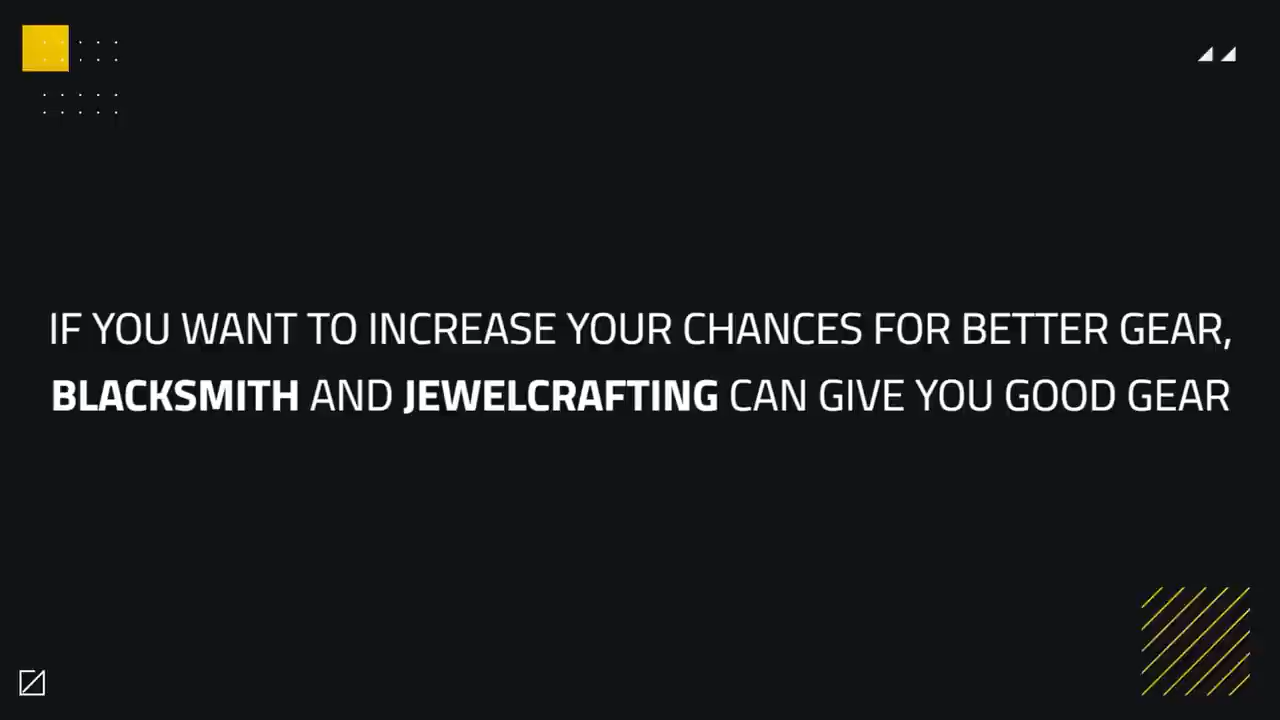 IF YOU WANT TO INCREASE YOUR CHANCES FOR BETTER GEAR,
BLACKSMITH AND JEWELCRAFTING CAN GIVE YOU GOOD GEAR